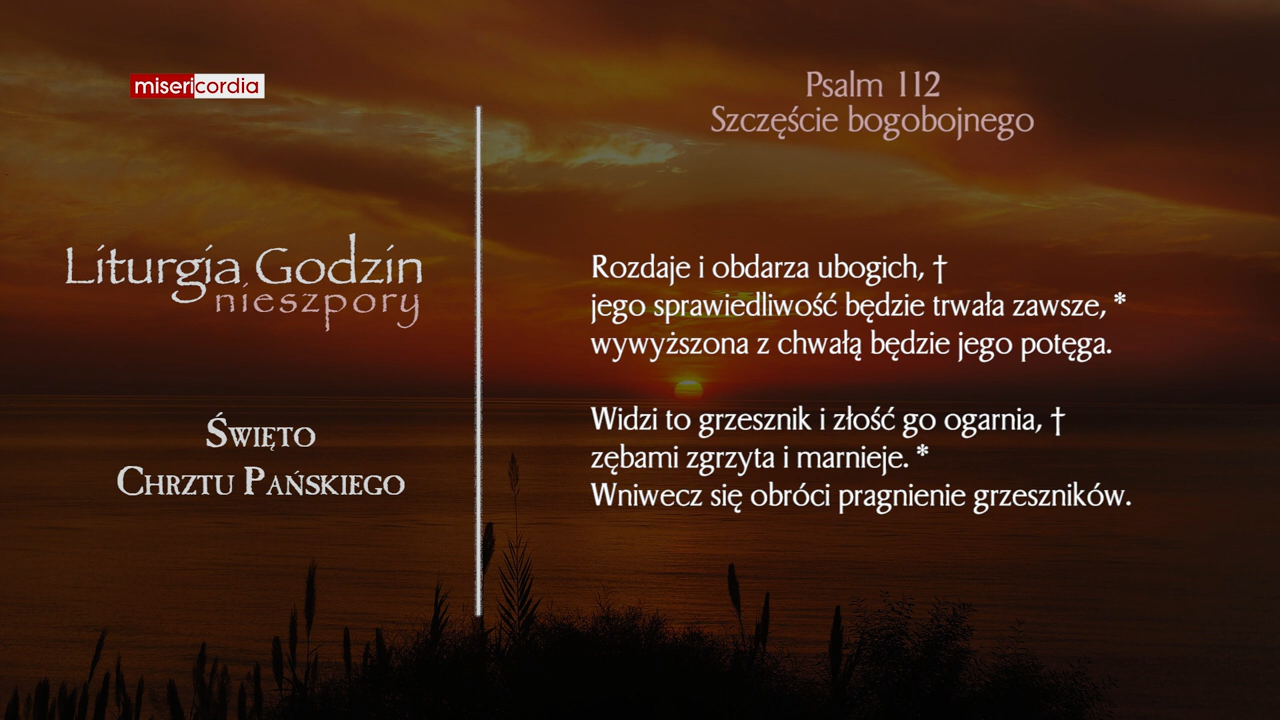 misericordia
Liturgia Godzin
nieszpory
Święto
Chrztu Pańskiego
Psalm 112
Szczęście bogobojnego
Rozdaje i obdarza ubogich, †
jego sprawiedliwość będzie trwała zawsze, *
wywyższona z chwałą będzie jego potęga.
Widzi to grzesznik i złość go ogarnia, †
zębami zgrzyta i marnieje. *
Wniwecz się obróci pragnienie grzeszników.